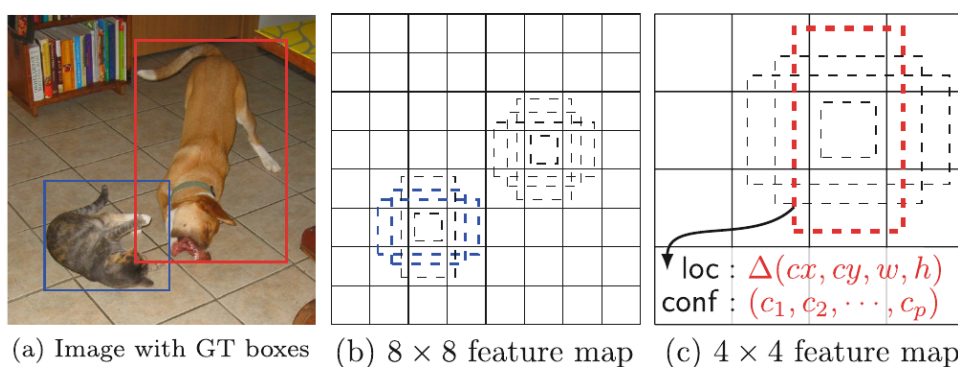 loc : Δ(cx, cy, w, h)
conf : (c₁, c₂, ⋯, cₚ)
(a) Image with GT boxes
(b) 8 × 8 feature map
(c) 4 × 4 feature map